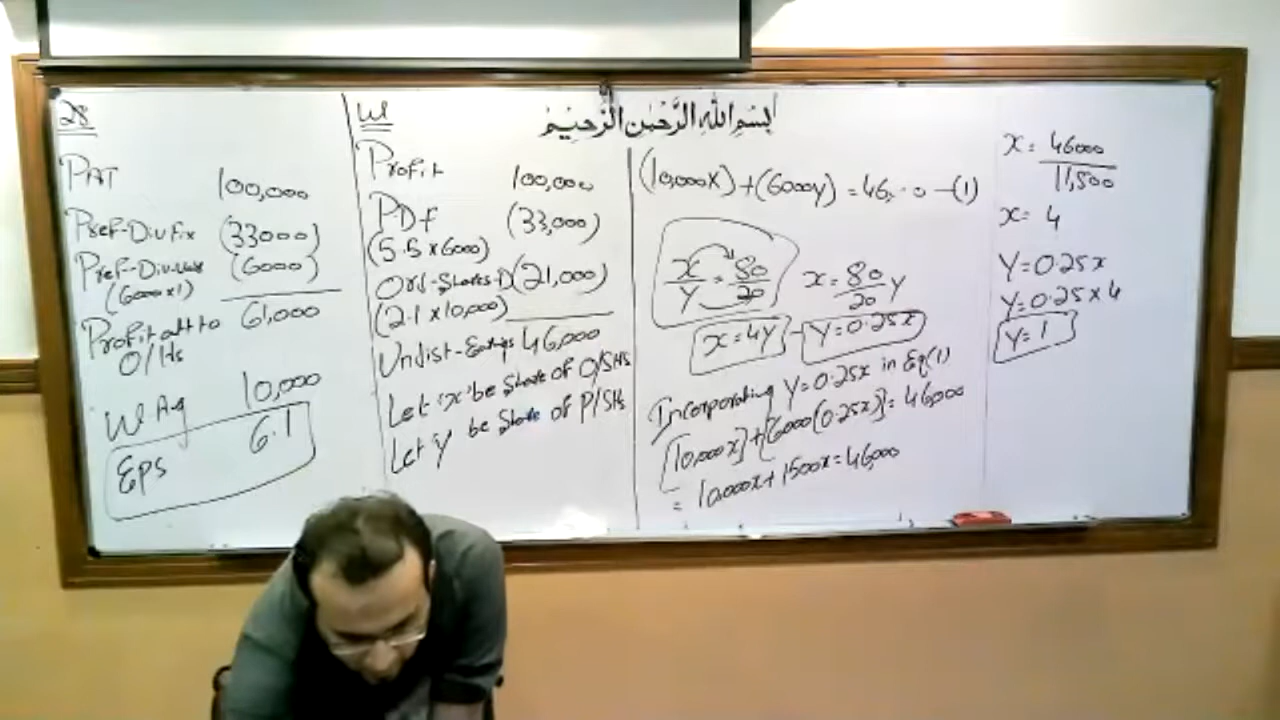 28
PAT 100,000
Pref-Div Fix (33000)
Pref-Div (6000)
(6000x1)
Profit att to 61,000
O/Hs
W Ag 10,000
Eps 6.1
W1
Profit 100,000
PDF (33,000)
(5.5 x 6000)
Ord-Shares-D (21,000)
(2.1 x 10,000)
Undist-Earnings 46,000
Let 'x' be Share of O/SHs
Let y be Share of P/SHs
بسم الله الرحمن الرحيم
(10,000x) + (6000y) = 46,000 -(1)
x/y = 80/20 x = 80/20 y
x = 4y - y = 0.25x
Incorporating y = 0.25x in Eq(1)
[10,000x] + [6000(0.25x)] = 46000
= 10,000x + 1500x = 46,000
x = 46000
11,500
x = 4
Y = 0.25x
Y = 0.25 x 4
Y = 1